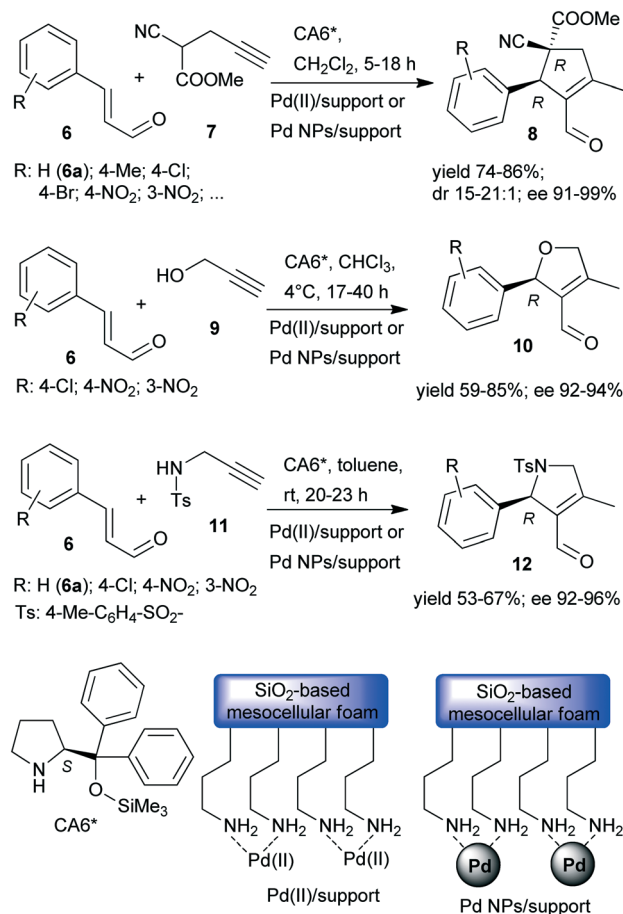 R
6
+
NC
COOMe
7
CA6*,
CH₂Cl₂, 5-18 h
Pd(II)/support or
Pd NPs/support
COOMe
NC
R
R
R
O
8
O
R: H (6a); 4-Me; 4-Cl;
4-Br; 4-NO₂; 3-NO₂; ...
yield 74-86%;
dr 15-21:1; ee 91-99%
R
O
6
+
HO
9
CA6*, CHCl₃,
4°C, 17-40 h
Pd(II)/support or
Pd NPs/support
R
O
R
O
10
R: 4-Cl; 4-NO₂; 3-NO₂
yield 59-85%; ee 92-94%
R
O
6
+
HN
Ts
11
CA6*, toluene,
rt, 20-23 h
Pd(II)/support or
Pd NPs/support
R
Ts
N
R
O
12
R: H (6a); 4-Cl; 4-NO₂; 3-NO₂
Ts: 4-Me-C₆H₄-SO₂-
yield 53-67%; ee 92-96%
N
H
S
O
SiMe₃
CA6*
SiO₂-based
mesocellular foam
NH₂ NH₂ NH₂ NH₂
Pd(II) Pd(II)
Pd(II)/support
SiO₂-based
mesocellular foam
NH₂ NH₂ NH₂ NH₂
Pd Pd
Pd NPs/support